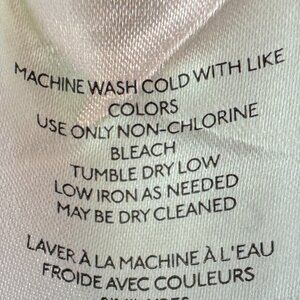 MACHINE WASH COLD WITH LIKE
COLORS
USE ONLY NON-CHLORINE
BLEACH
TUMBLE DRY LOW
LOW IRON AS NEEDED
MAY BE DRY CLEANED
LAVER À LA MACHINE À L'EAU
FROIDE AVEC COULEURS